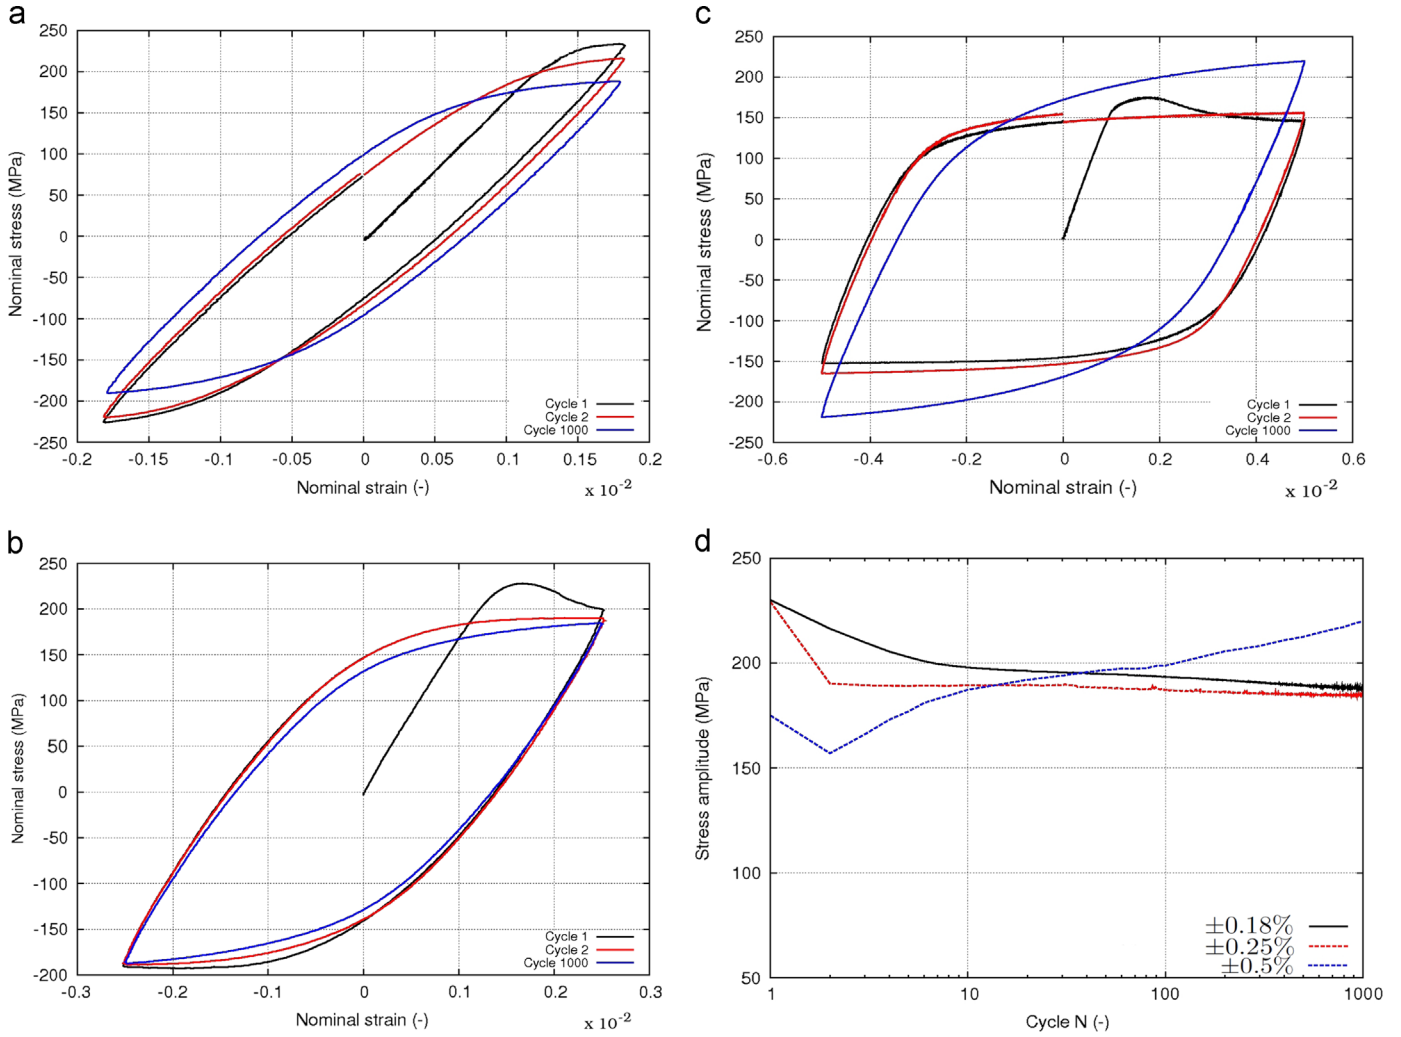 a
250
200
150
100
50
0
-50
-100
-150
-200
-250
Nominal stress (MPa)
Cycle 1
Cycle 2
Cycle 1000
-0.2 -0.15 -0.1 -0.05 0 0.05 0.1 0.15 0.2
Nominal strain (-)
x 10-2
c
250
200
150
100
50
0
-50
-100
-150
-200
-250
Nominal stress (MPa)
Cycle 1
Cycle 2
Cycle 1000
-0.6 -0.4 -0.2 0 0.2 0.4 0.6
Nominal strain (-)
x 10-2
b
250
200
150
100
50
0
-50
-100
-150
-200
Nominal stress (MPa)
Cycle 1
Cycle 2
Cycle 1000
-0.3 -0.2 -0.1 0 0.1 0.2 0.3
Nominal strain (-)
x 10-2
d
250
200
150
100
50
Stress amplitude (MPa)
±0.18%
±0.25%
±0.5%
1 10 100 1000
Cycle N (-)